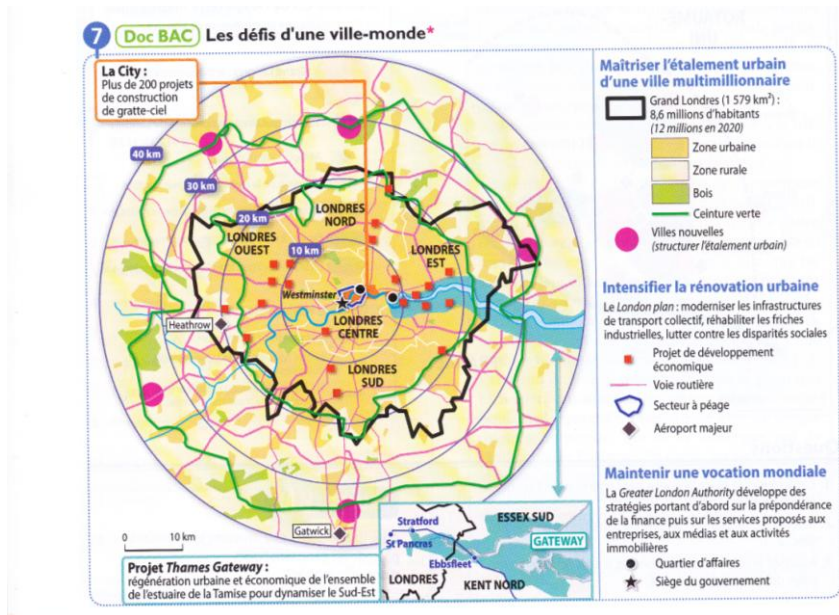 7 Doc BAC Les défis d'une ville-monde*
La City :
Plus de 200 projets
de construction
de gratte-ciel
40 km
30 km
20 km
10 km
LONDRES
NORD
LONDRES
OUEST
LONDRES
EST
Westminster
LONDRES
CENTRE
Heathrow
LONDRES
SUD
Gatwick
0 10 km
Projet Thames Gateway :
régénération urbaine et économique de l'ensemble
de l'estuaire de la Tamise pour dynamiser le Sud-Est
Stratford
St Pancras
ESSEX SUD
GATEWAY
Ebbsfleet
LONDRES
KENT NORD
Maîtriser l'étalement urbain
d'une ville multimillionnaire
Grand Londres (1 579 km²) :
8,6 millions d'habitants
(12 millions en 2020)
Zone urbaine
Zone rurale
Bois
Ceinture verte
Villes nouvelles
(structurer l'étalement urbain)
Intensifier la rénovation urbaine
Le London plan : moderniser les infrastructures
de transport collectif, réhabiliter les friches
industrielles, lutter contre les disparités sociales
Projet de développement
économique
Voie routière
Secteur à péage
Aéroport majeur
Maintenir une vocation mondiale
La Greater London Authority développe des
stratégies portant d'abord sur la prépondérance
de la finance puis sur les services proposés aux
entreprises, aux médias et aux activités
immobilières
Quartier d'affaires
Siège du gouvernement